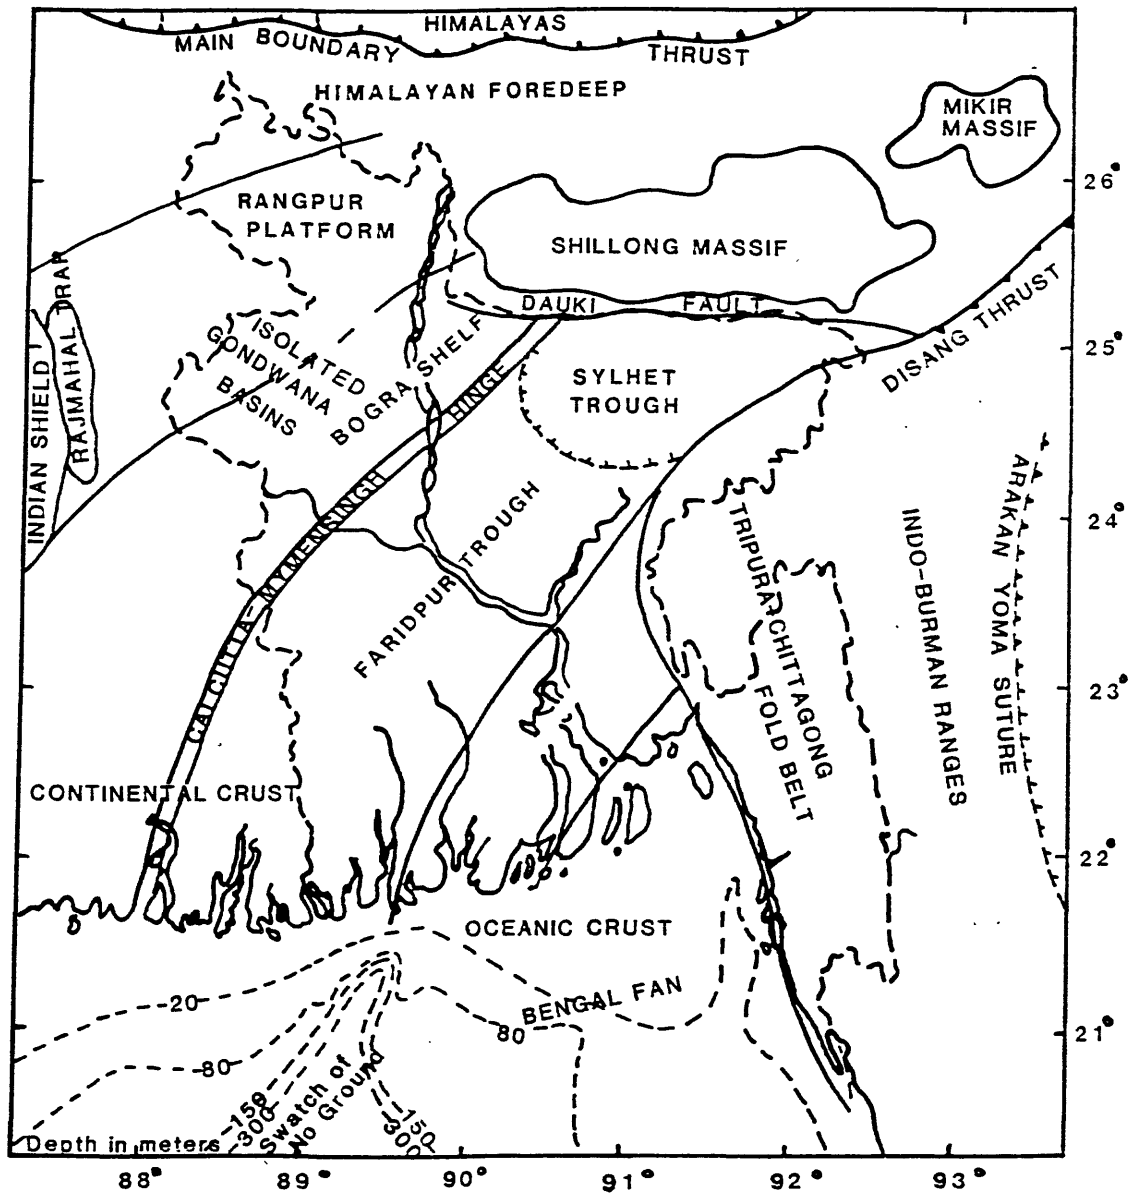 HIMALAYAS
MAIN BOUNDARY THRUST
HIMALAYAN FOREDEEP
MIKIR
MASSIF
26°
RANGPUR
PLATFORM
SHILLONG MASSIF
DAUKI FAULT
DISANG THRUST
25°
RAJMAHAL TRAP
INDIAN SHIELD
ISOLATED
GONDWANA
BASINS
BOGRA SHELF
CALCUTTA-MYMENSINGH HINGE
SYLHET
TROUGH
FARIDPUR TROUGH
24°
TRIPURA-CHITTAGONG
FOLD BELT
INDO-BURMAN RANGES
ARAKAN YOMA SUTURE
23°
CONTINENTAL CRUST
22°
OCEANIC CRUST
BENGAL FAN
-20-
80
21°
-80-
-150
-300
Swatch of
No Ground
-150
-300
Depth in meters
88° 89° 90° 91° 92° 93°